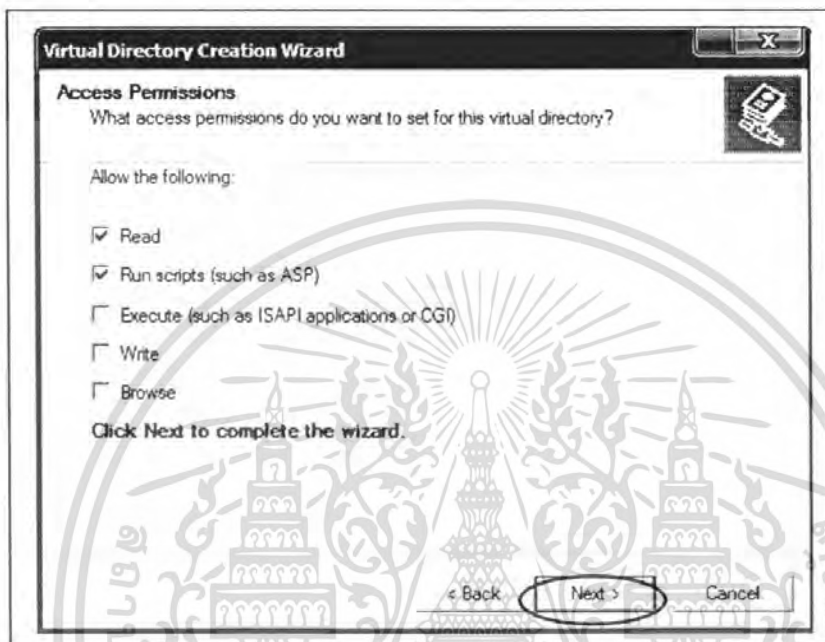 Virtual Directory Creation Wizard
Access Permissions
What access permissions do you want to set for this virtual directory?
Allow the following:
Read
Run scripts (such as ASP)
Execute (such as ISAPI applications or CGI)
Write
Browse
Click Next to complete the wizard.
< Back
Next >
Cancel